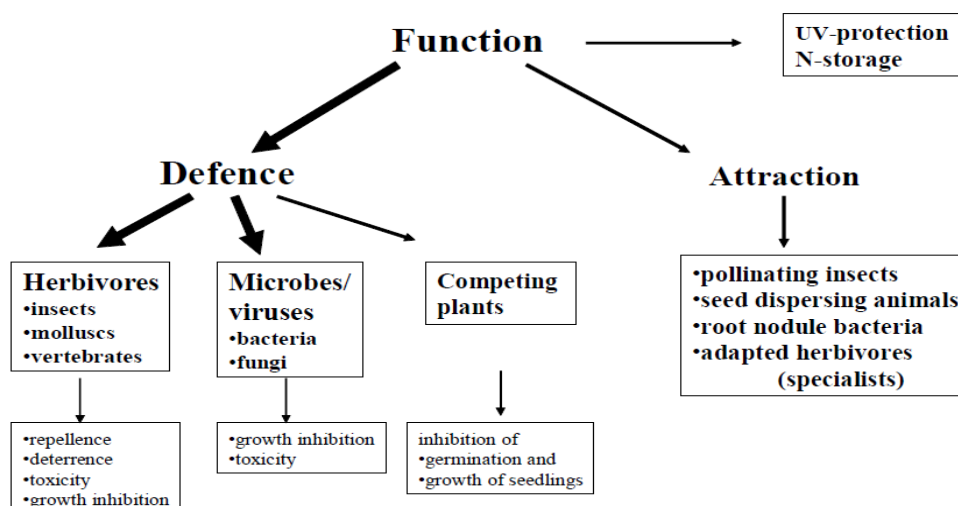 Function
UV-protection
N-storage
Defence
Attraction
Herbivores
•insects
•molluscs
•vertebrates
Microbes/
viruses
•bacteria
•fungi
Competing
plants
•pollinating insects
•seed dispersing animals
•root nodule bacteria
•adapted herbivores
(specialists)
•repellence
•deterrence
•toxicity
•growth inhibition
•growth inhibition
•toxicity
inhibition of
•germination and
•growth of seedlings